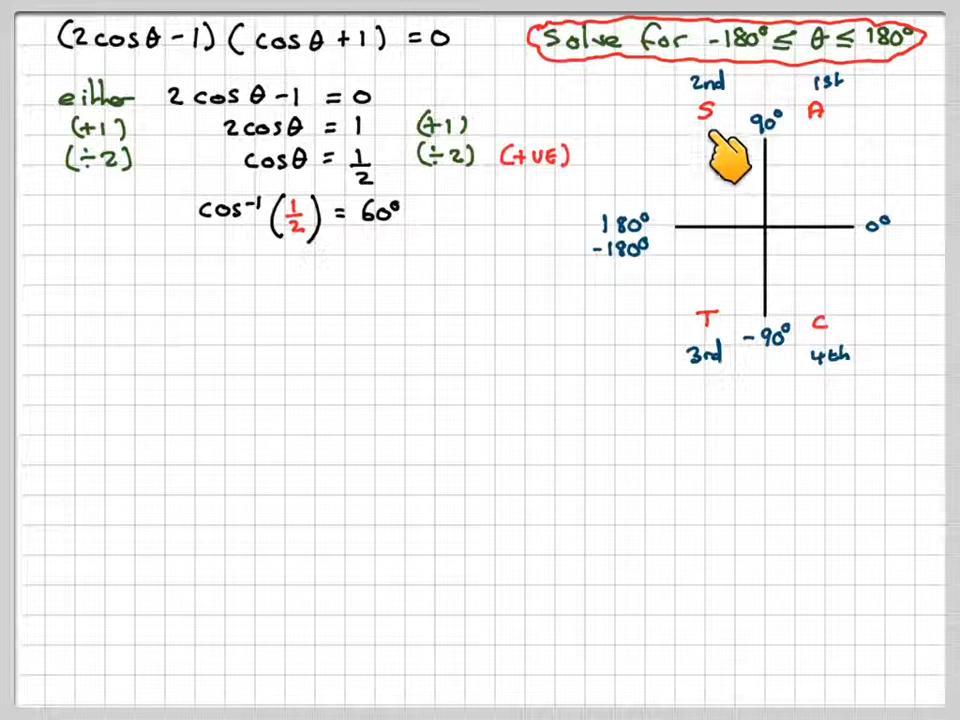 (2cosθ-1)(cosθ+1) = 0
Solve for -180° ≤ θ ≤ 180°
either 2cosθ-1 = 0
(+1) 2cosθ = 1 (+1)
(÷2) cosθ = 1/2 (÷2) (+VE)
cos⁻¹(1/2) = 60°
2nd 1st
S 90° A
180° 0°
-180°
T C
-90°
3rd 4th